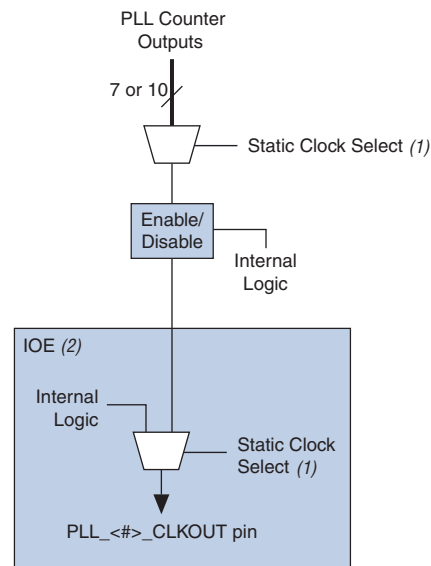 PLL Counter
Outputs
7 or 10
Static Clock Select (1)
Enable/
Disable
Internal
Logic
IOE (2)
Internal
Logic
Static Clock
Select (1)
PLL_<#>_CLKOUT pin